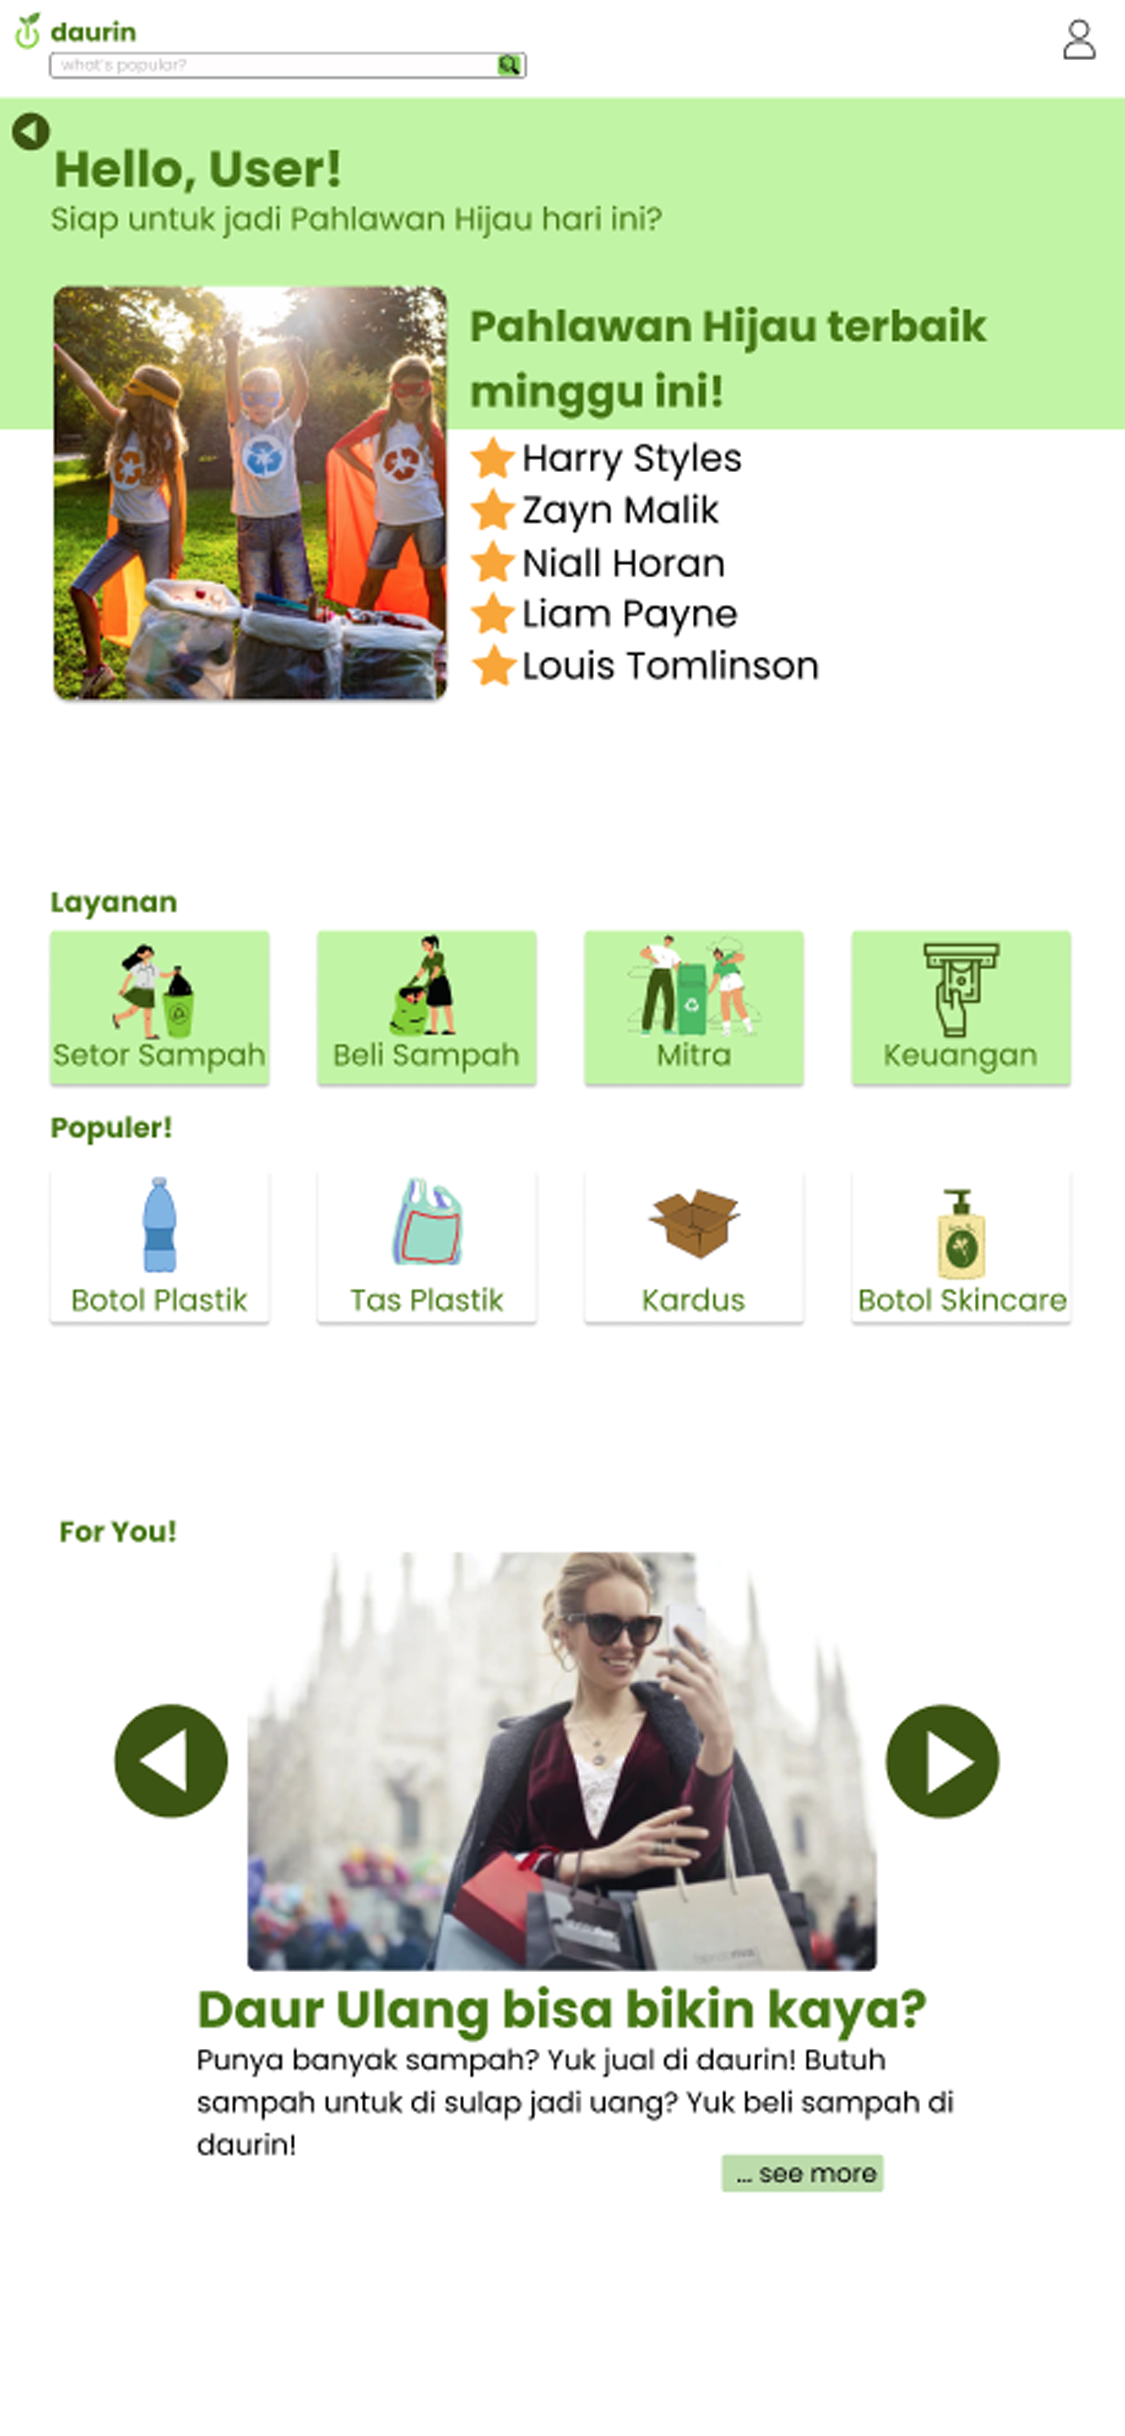 daurin
what's popular?
Hello, User!
Siap untuk jadi Pahlawan Hijau hari ini?
Pahlawan Hijau terbaik
minggu ini!
Harry Styles
Zayn Malik
Niall Horan
Liam Payne
Louis Tomlinson
Layanan
Setor Sampah
Beli Sampah
Mitra
Keuangan
Populer!
Botol Plastik
Tas Plastik
Kardus
Botol Skincare
For You!
Daur Ulang bisa bikin kaya?
Punya banyak sampah? Yuk jual di daurin! Butuh
sampah untuk di sulap jadi uang? Yuk beli sampah di
daurin!
... see more